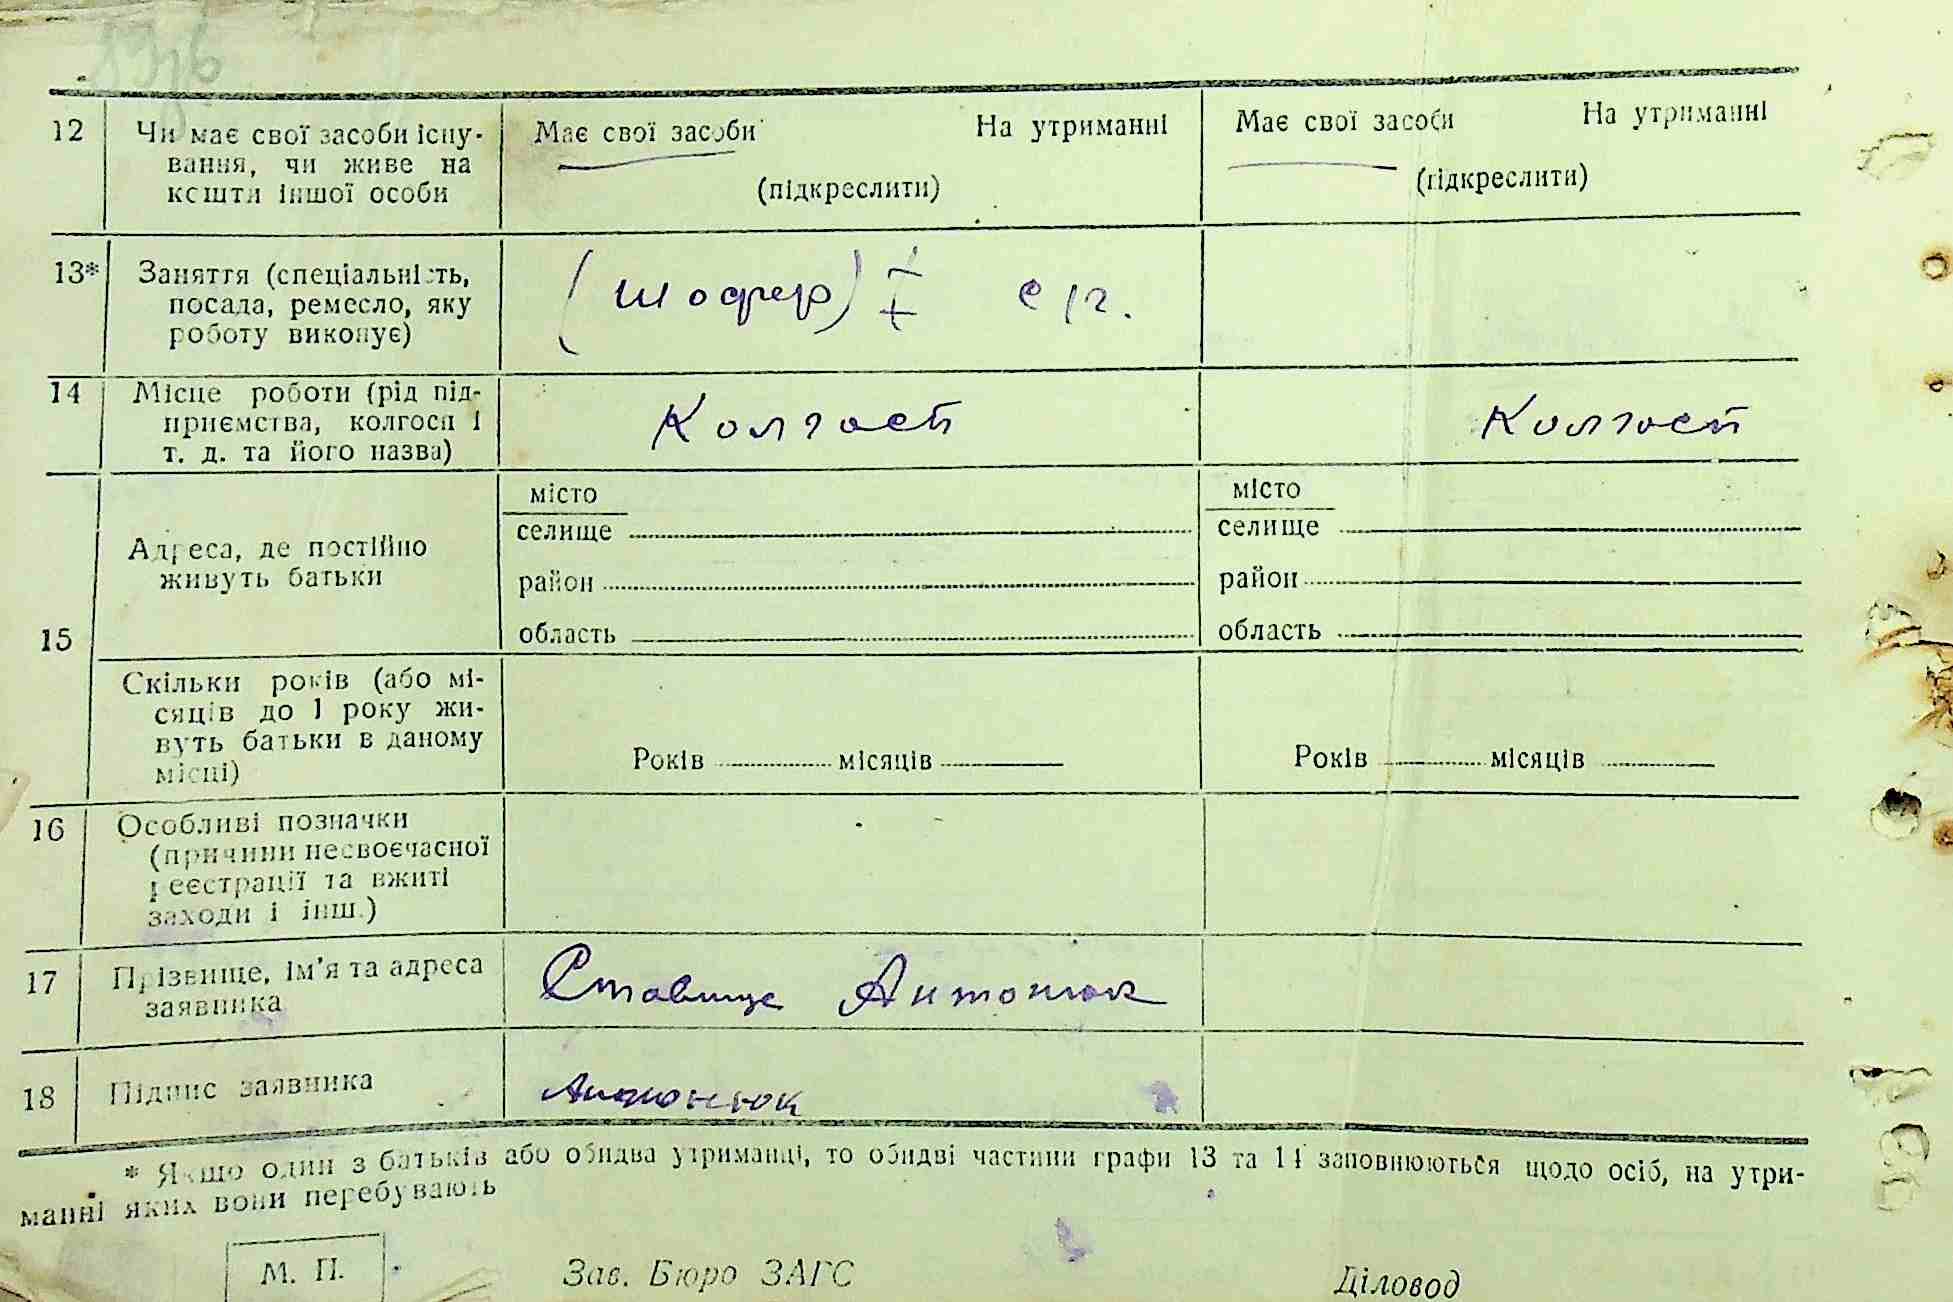 12 Чи має свої засоби існу-
вання, чи живе на
кошти іншої особи
Має свої засоби На утриманні
(підкреслити)
Має свої засоби На утриманні
(підкреслити)
13* Заняття (спеціальність,
посада, ремесло, яку
роботу виконує)
(шофер)
14 Місце роботи (рід під-
приємства, колгосп і
т. д. та його назва)
Колгосп
Колгосп
15 Адреса, де постійно
живуть батьки
місто
селище
район
область
місто
селище
район
область
Скільки років (або мі-
сяців до 1 року жи-
вуть батьки в даному
місці)
Років місяців
Років місяців
16 Особливі позначки
(причини несвоєчасної
реєстрації та вжиті
заходи і інш.)
17 Прізвище, ім'я та адреса
заявника
Ставище Антонюк
18 Підпис заявника
Антонюк
* Якщо один з батьків або обидва утриманці, то обидві частини графи 13 та 14 заповнюються щодо осіб, на утри-
манні яких вони перебувають
М. П.
Зав. Бюро ЗАГС
Діловод